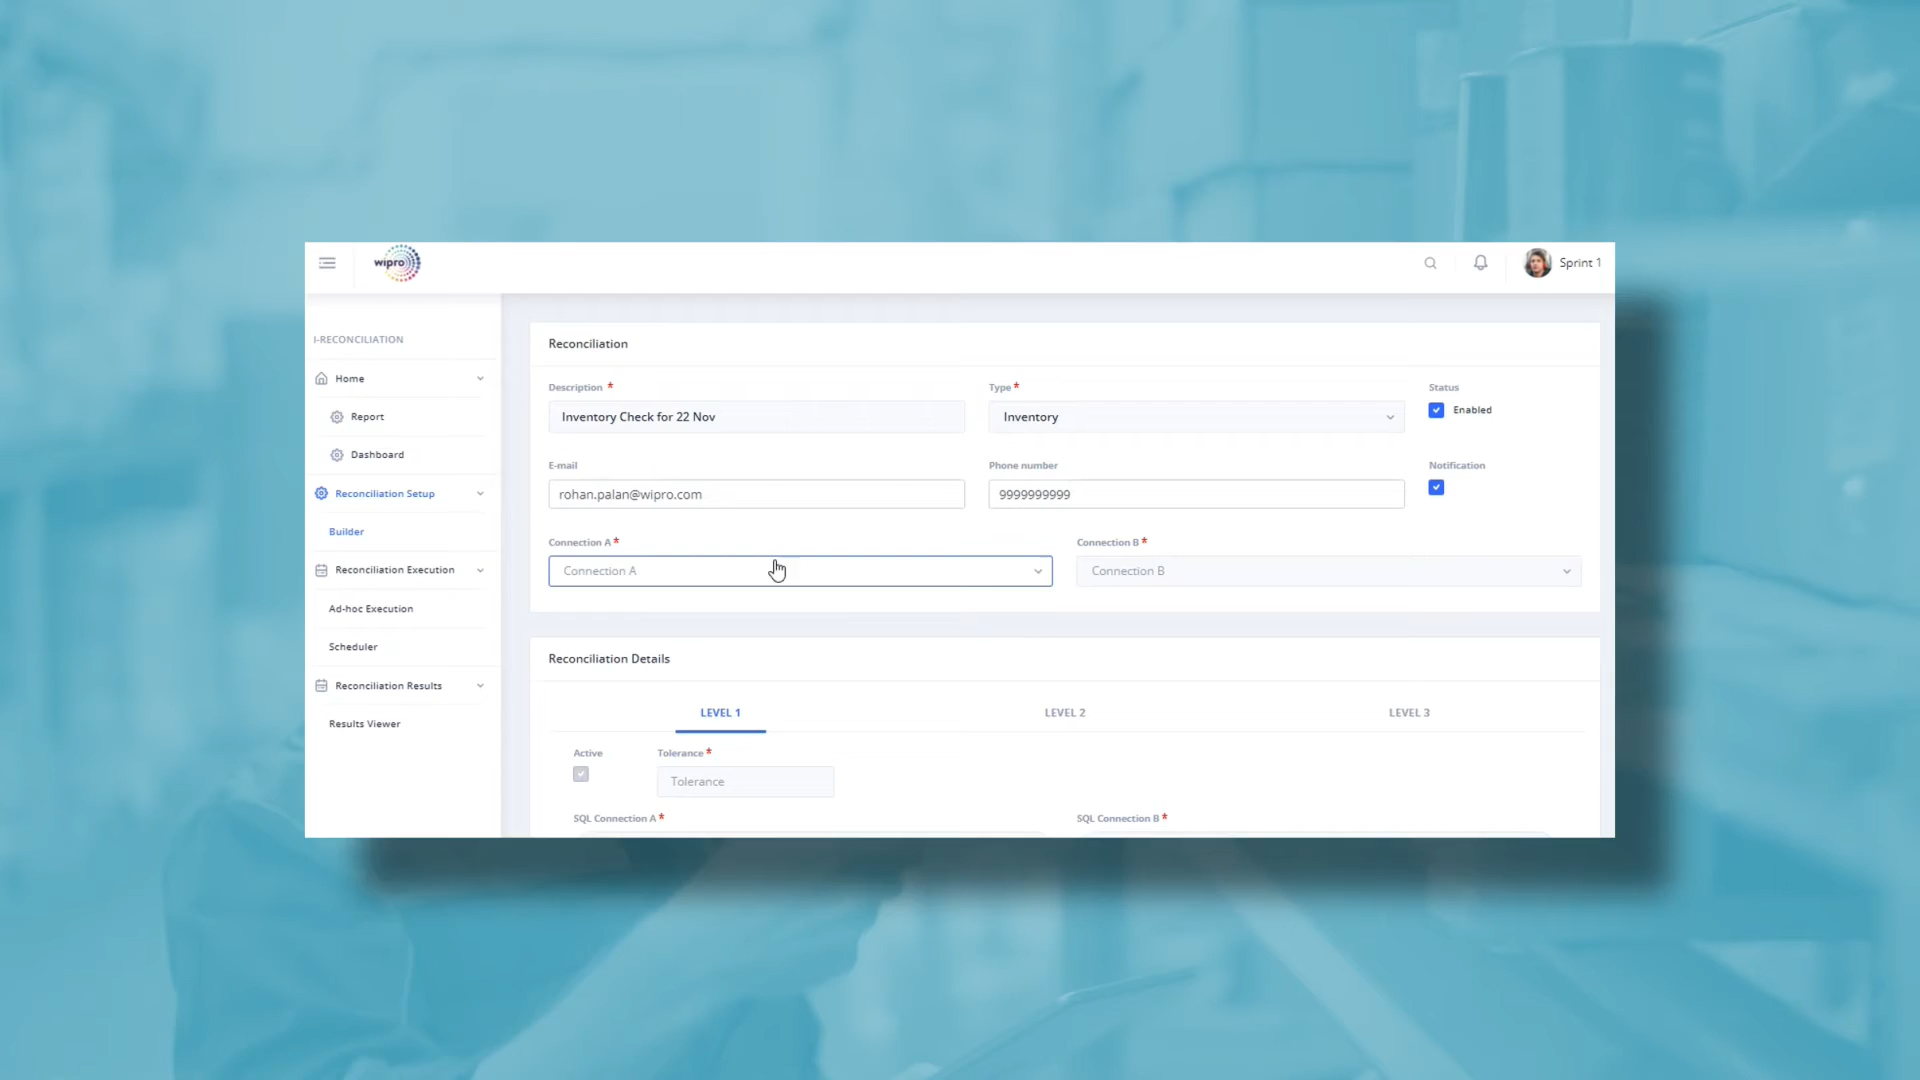 wipro
Sprint 1
I-RECONCILIATION
Home
Report
Dashboard
Reconciliation Setup
Builder
Reconciliation Execution
Ad-hoc Execution
Scheduler
Reconciliation Results
Results Viewer
Reconciliation
Description * Type * Status
Inventory Check for 22 Nov Inventory Enabled
E-mail Phone number Notification
rohan.palan@wipro.com 9999999999
Connection A * Connection B *
Connection A Connection B
Reconciliation Details
LEVEL 1 LEVEL 2 LEVEL 3
Active Tolerance *
Tolerance
SQL Connection A * SQL Connection B *